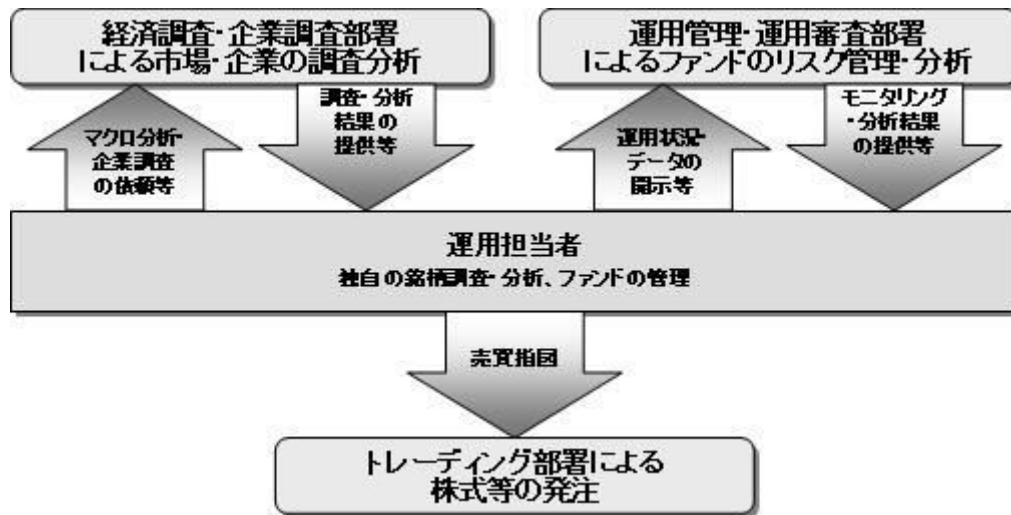 経済調査・企業調査部署
による市場・企業の調査分析
運用管理・運用審査部署
によるファンドのリスク管理・分析
マクロ分析・
企業調査
の依頼等
調査・分析
結果の
提供等
運用状況・
データの
開示等
モニタリング
・分析結果
の提供等
運用担当者
独自の銘柄調査・分析、ファンドの管理
売買指図
トレーディング部署による
株式等の発注